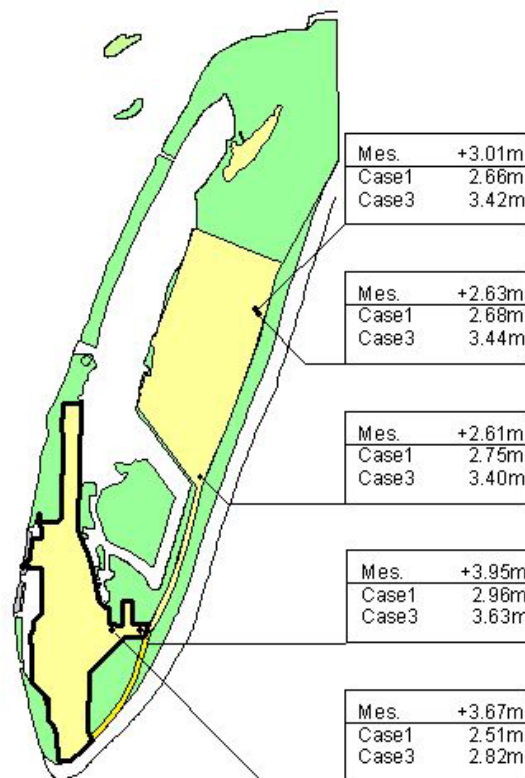 Mes. +3.01m
Case1 2.66m
Case3 3.42m
Mes. +2.63m
Case1 2.68m
Case3 3.44m
Mes. +2.61m
Case1 2.75m
Case3 3.40m
Mes. +3.95m
Case1 2.96m
Case3 3.63m
Mes. +3.67m
Case1 2.51m
Case3 2.82m